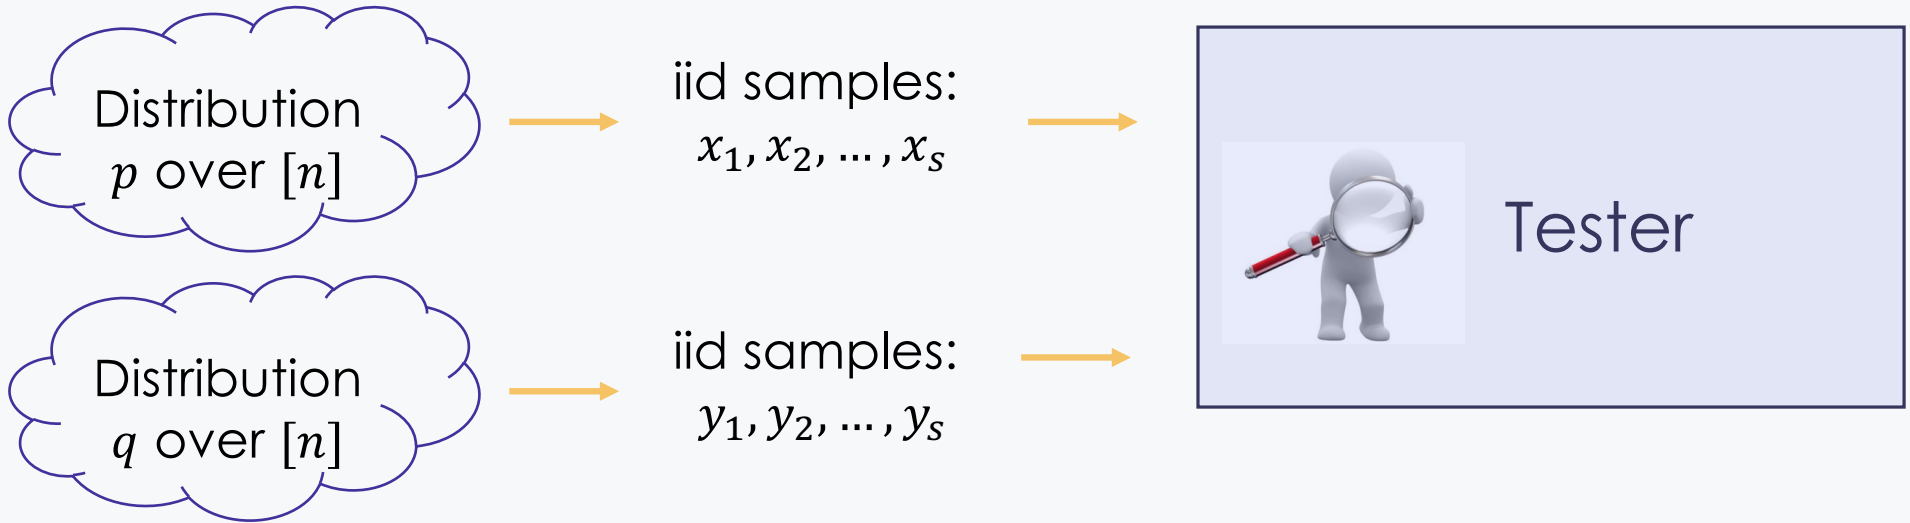 Distribution
p over [n]
iid samples:
x₁, x₂, … , xₛ
Tester
Distribution
q over [n]
iid samples:
y₁, y₂, … , yₛ